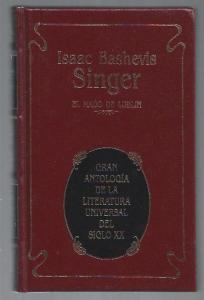 Isaac Bashevis
Singer
EL MAGO DE LUBLIN
GRAN
ANTOLOGÍA
DE LA
LITERATURA
UNIVERSAL
DEL
SIGLO XX